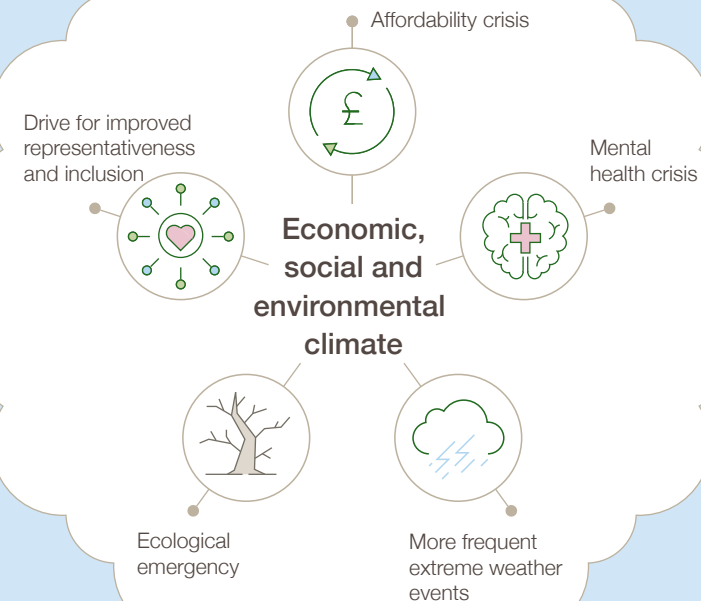 Affordability crisis
£
Drive for improved
representativeness
and inclusion
Mental
health crisis
Economic,
social and
environmental
climate
Ecological
emergency
More frequent
extreme weather
events